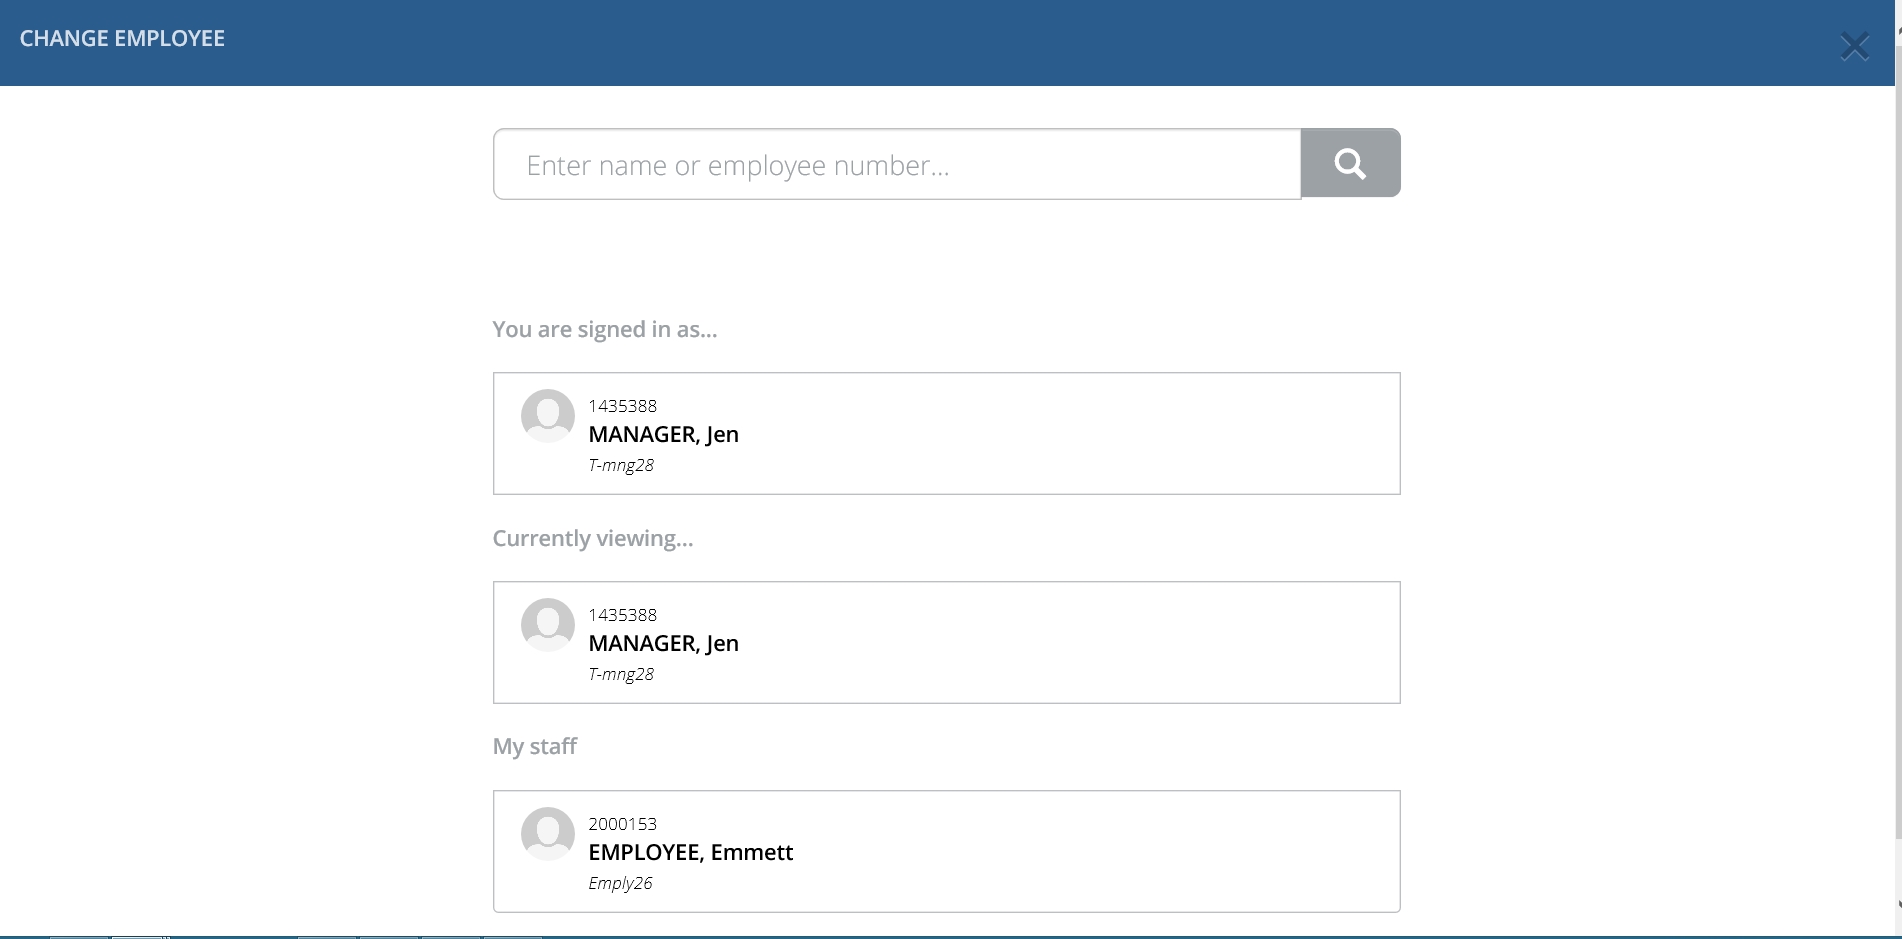 CHANGE EMPLOYEE
Enter name or employee number...
You are signed in as...
1435388
MANAGER, Jen
T-mng28
Currently viewing...
1435388
MANAGER, Jen
T-mng28
My staff
2000153
EMPLOYEE, Emmett
Emply26